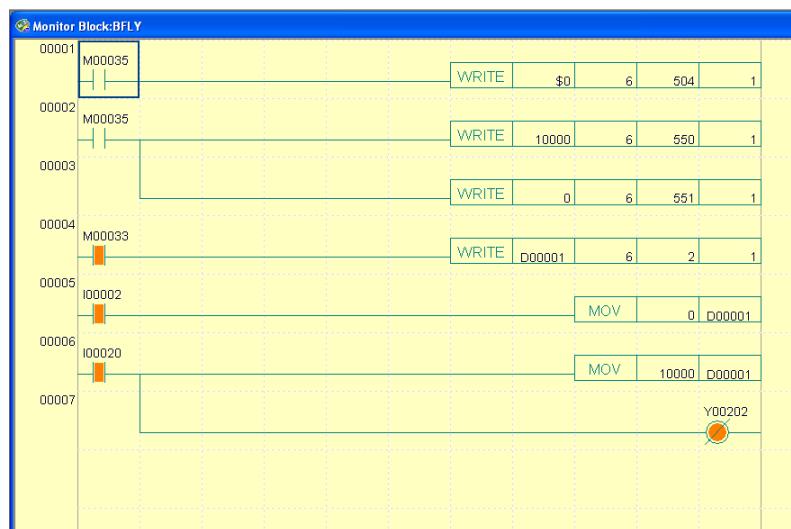 Monitor Block:BFLY
00001
M00035
WRITE $0 6 504 1
00002
M00035
WRITE 10000 6 550 1
00003
WRITE 0 6 551 1
00004
M00033
WRITE D00001 6 2 1
00005
I00002
MOV 0 D00001
00006
I00020
MOV 10000 D00001
00007
Y00202